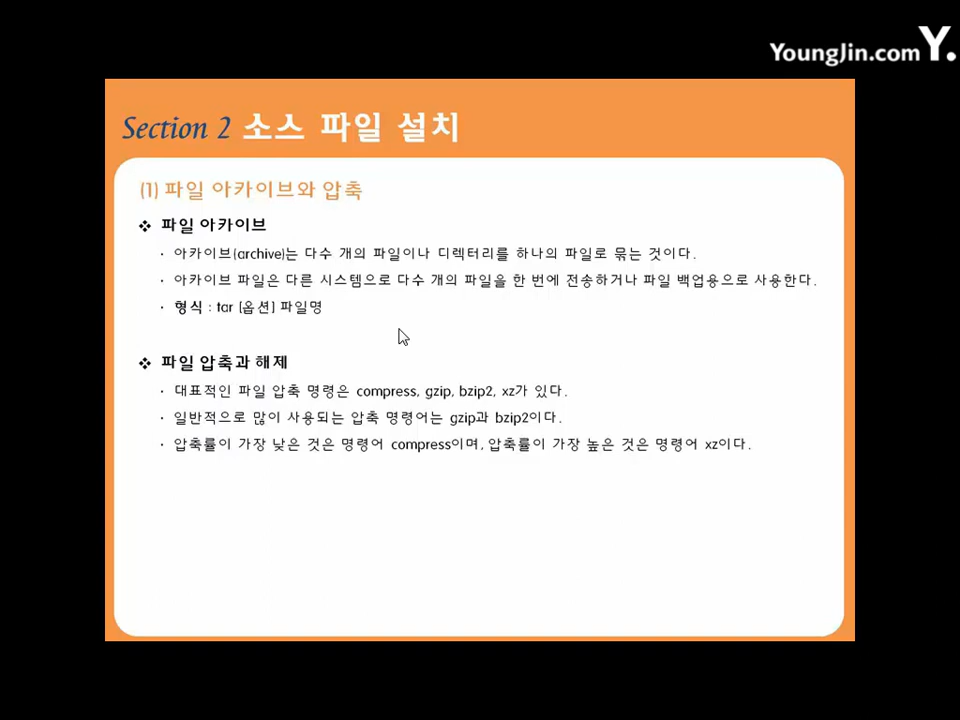 YoungJin.com Y.
Section 2 소스 파일 설치
(1) 파일 아카이브와 압축
❖ 파일 아카이브
· 아카이브(archive)는 다수 개의 파일이나 디렉터리를 하나의 파일로 묶는 것이다.
· 아카이브 파일은 다른 시스템으로 다수 개의 파일을 한 번에 전송하거나 파일 백업용으로 사용한다.
· 형식 : tar [옵션] 파일명
❖ 파일 압축과 해제
· 대표적인 파일 압축 명령은 compress, gzip, bzip2, xz가 있다.
· 일반적으로 많이 사용되는 압축 명령어는 gzip과 bzip2이다.
· 압축률이 가장 낮은 것은 명령어 compress이며, 압축률이 가장 높은 것은 명령어 xz이다.